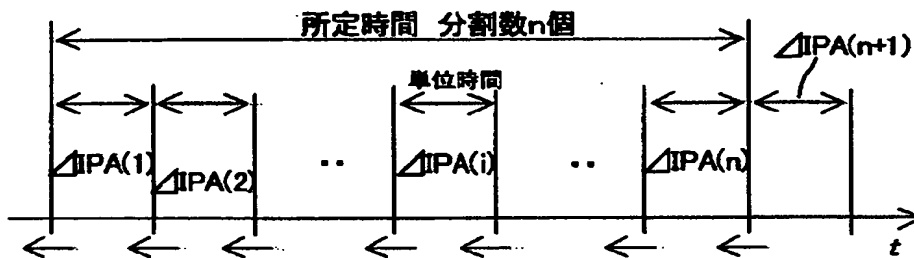 所定時間 分割数n個
⊿IPA(n+1)
単位時間
⊿IPA(1)
⊿IPA(2)
‥
⊿IPA(i)
‥
⊿IPA(n)
t